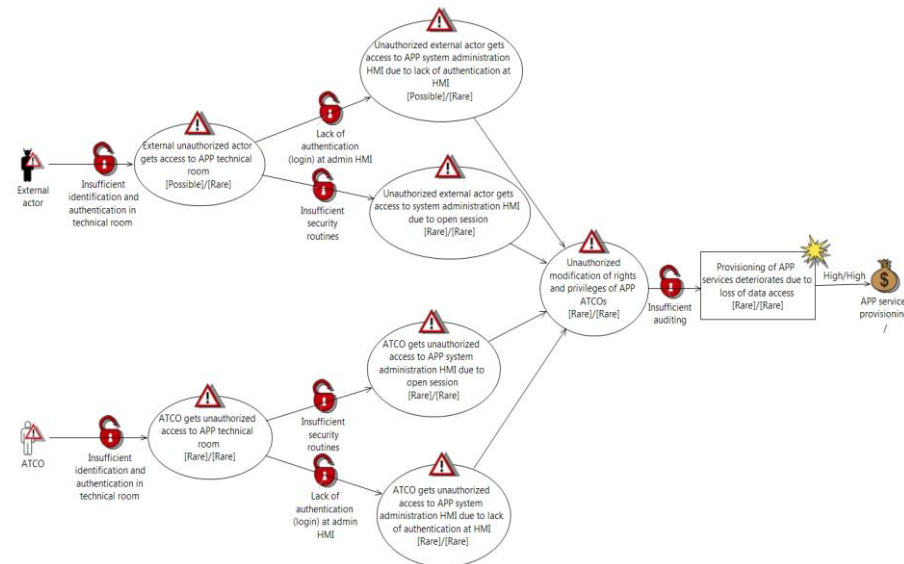 Unauthorized external actor gets
access to APP system administration
HMI due to lack of authentication at
HMI
[Possible]/[Rare]
Lack of
authentication
(login) at admin HMI
External unauthorized actor
gets access to APP technical
room
[Possible]/[Rare]
External
actor
Insufficient
identification and
authentication in
technical room
Insufficient
security
routines
Unauthorized external actor gets
access to system administration HMI
due to open session
[Rare]/[Rare]
Unauthorized
modification of rights
and privileges of APP
ATCOs
[Rare]/[Rare]
Insufficient
auditing
Provisioning of APP
services deteriorates due to
loss of data access
[Rare]/[Rare]
High/High
$
APP service
provisioning
/
ATCO gets unauthorized
access to APP system
administration HMI due to
open session
[Rare]/[Rare]
ATCO gets unauthorized
access to APP technical
room
[Rare]/[Rare]
Insufficient
security
routines
ATCO
Insufficient
identification and
authentication in
technical room
Lack of
authentication
(login) at admin
HMI
ATCO gets unauthorized
access to APP system
administration HMI due to lack
of authentication at HMI
[Rare]/[Rare]